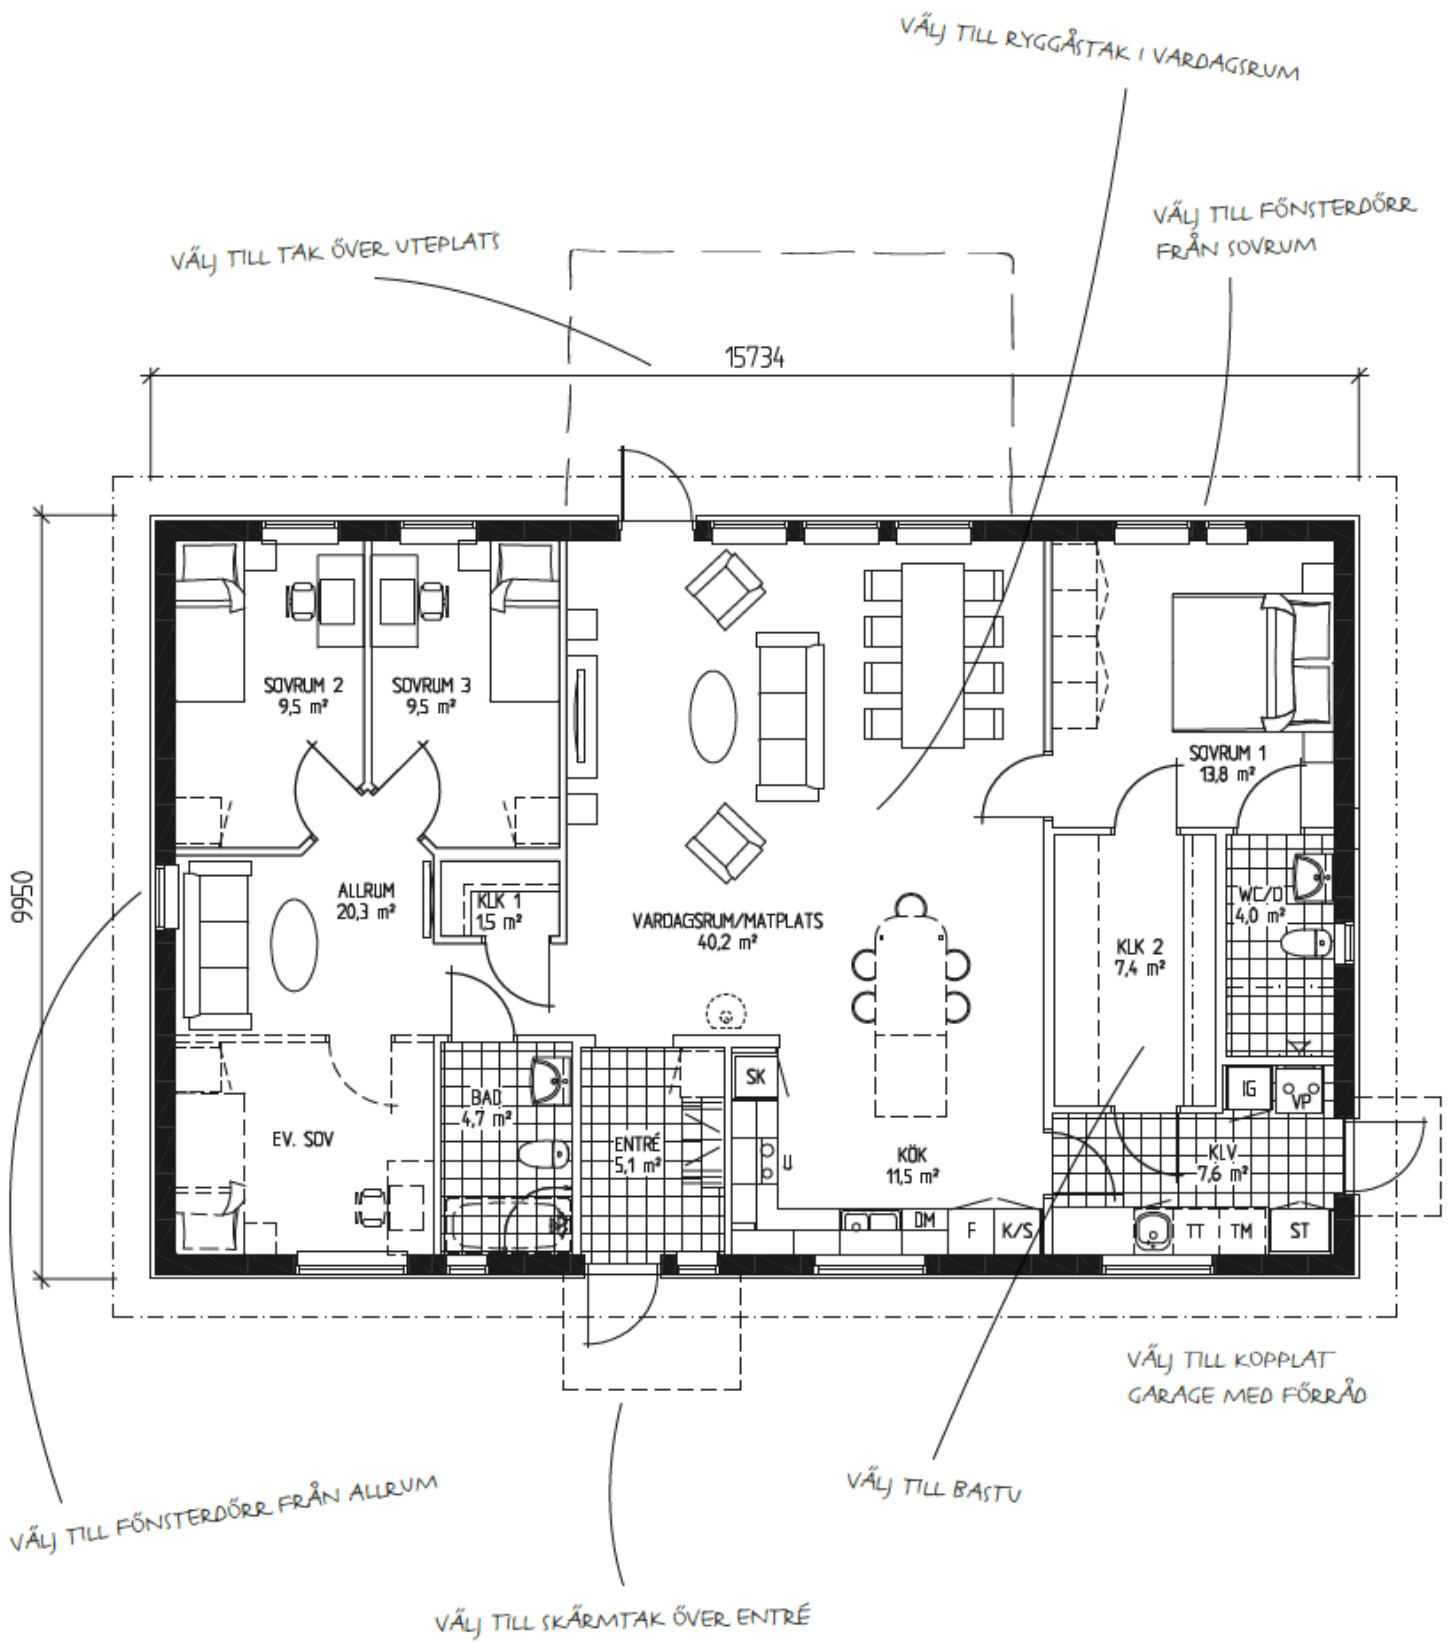 VÄLJ TILL RYGGÅSTAK I VARDAGSRUM
VÄLJ TILL FÖNSTERDÖRR
FRÅN SOVRUM
VÄLJ TILL TAK ÖVER UTEPLATS
15734
9950
SOVRUM 2
9,5 m²
SOVRUM 3
9,5 m²
SOVRUM 1
13,8 m²
ALLRUM
20,3 m²
KLK 1
1,5 m²
VARDAGSRUM/MATPLATS
40,2 m²
WC/D
4,0 m²
KLK 2
7,4 m²
SK
IG
VP
BAD
4,7 m²
EV. SOV
ENTRÉ
5,1 m²
U
KÖK
11,5 m²
KLV
7,6 m²
DM
F
K/S
TT
TM
ST
VÄLJ TILL KOPPLAT
GARAGE MED FÖRRÅD
VÄLJ TILL BASTU
VÄLJ TILL FÖNSTERDÖRR FRÅN ALLRUM
VÄLJ TILL SKÄRMTAK ÖVER ENTRÉ